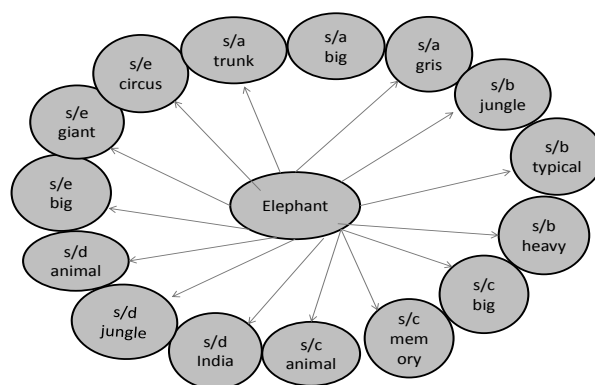 s/a
trunk
s/a
big
s/a
gris
s/b
jungle
s/b
typical
s/b
heavy
s/c
big
s/c
mem
ory
s/c
animal
s/d
India
s/d
jungle
s/d
animal
s/e
big
s/e
giant
s/e
circus
Elephant